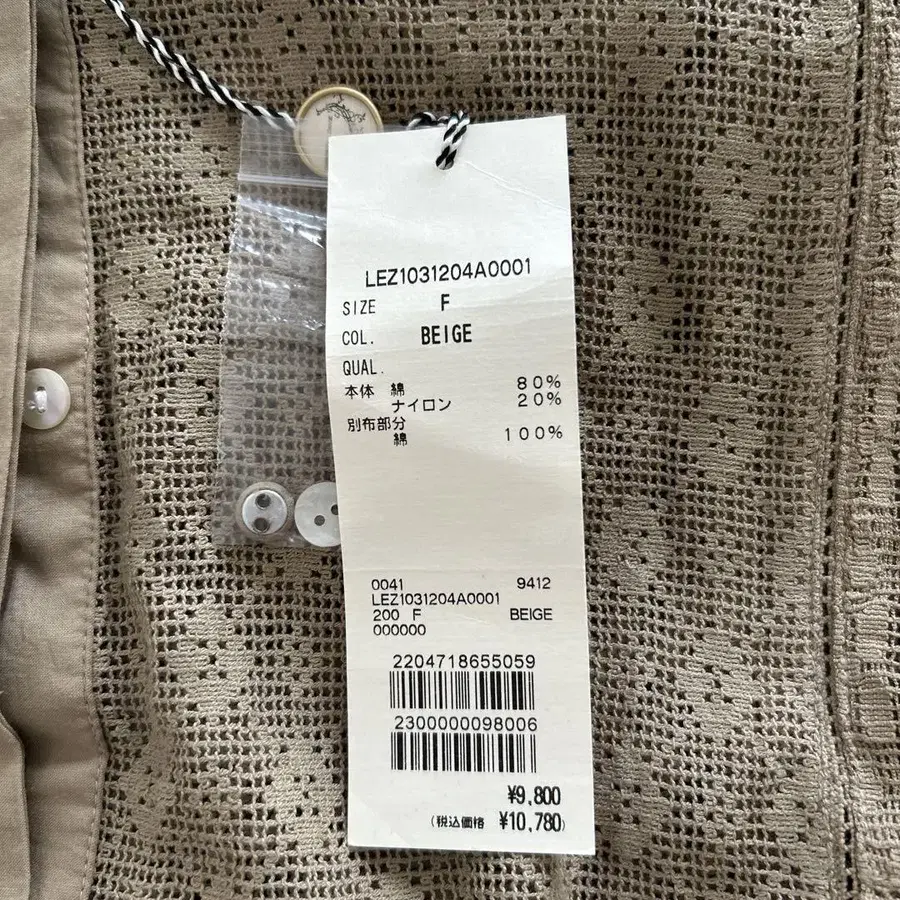 LEZ1031204A0001
SIZE F
COL. BEIGE
QUAL.
本体 綿 80%
ナイロン 20%
別布部分
綿 100%
0041 9412
LEZ1031204A0001
200 F BEIGE
000000
2204718655059
2300000098006
¥9,800
(税込価格 ¥10,780)